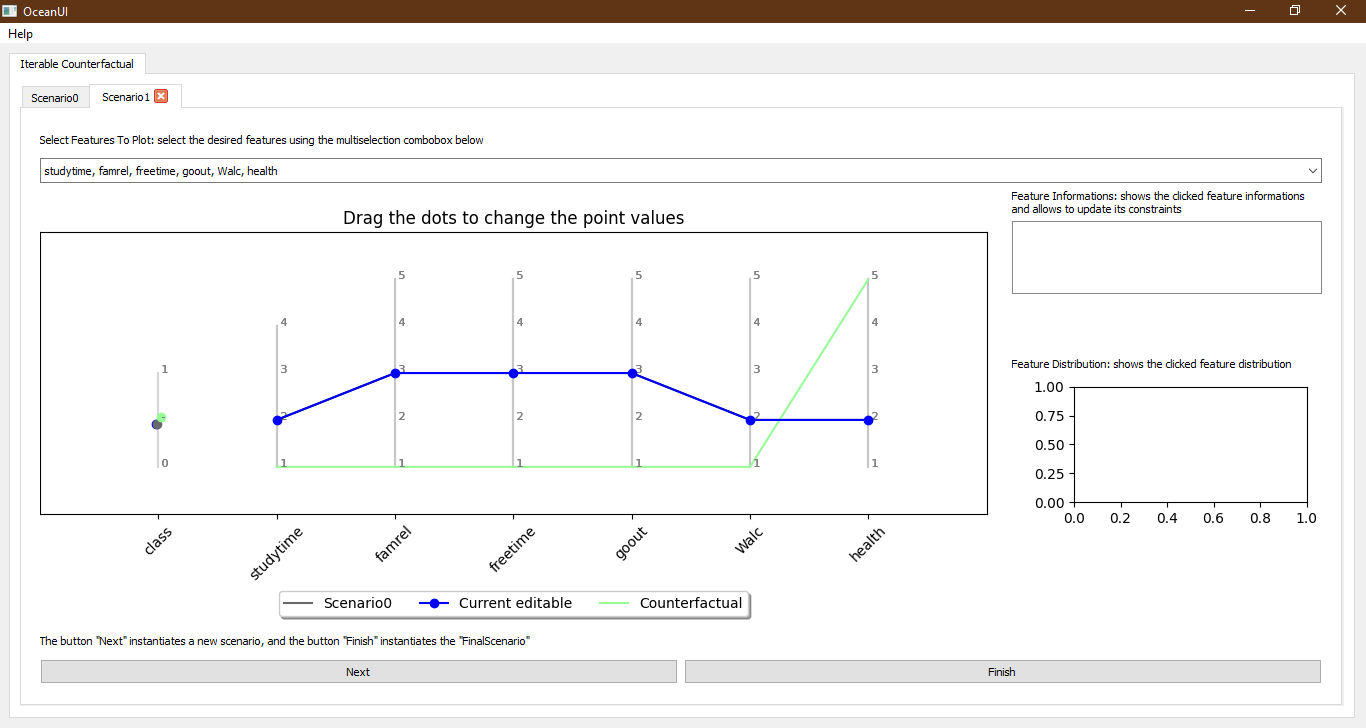 OceanUI
Help
Iterable Counterfactual
Scenario0
Scenario1
Select Features To Plot: select the desired features using the multiselection combobox below
studytime, famrel, freetime, goout, Walc, health
Feature Informations: shows the clicked feature informations
and allows to update its constraints
Drag the dots to change the point values
5 5 5 5 5
4 4 4 4 4 4
1 3 3 3 3 3 3
2 2 2 2 2 2
0 1 1 1 1 1 1
class studytime famrel freetime goout Walc health
Scenario0 Current editable Counterfactual
Feature Distribution: shows the clicked feature distribution
1.00
0.75
0.50
0.25
0.00
0.0 0.2 0.4 0.6 0.8 1.0
The button "Next" instantiates a new scenario, and the button "Finish" instantiates the "FinalScenario"
Next
Finish